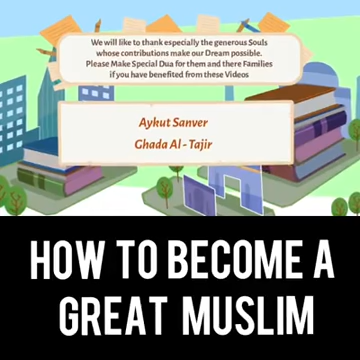 We will like to thank especially the generous Souls
whose contributions make our Dream possible.
Please Make Special Dua for them and there Families
if you have benefited from these Videos
Aykut Sanver
Ghada Al - Tajir
HOW TO BECOME A
GREAT MUSLIM